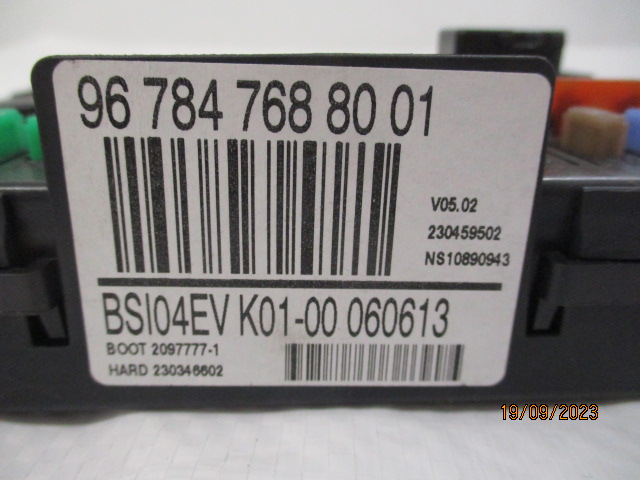 96 784 768 80 01
V05.02
230459502
NS10890943
BSI04EV K01-00 060613
BOOT 2097777-1
HARD 230346602
19/09/2023